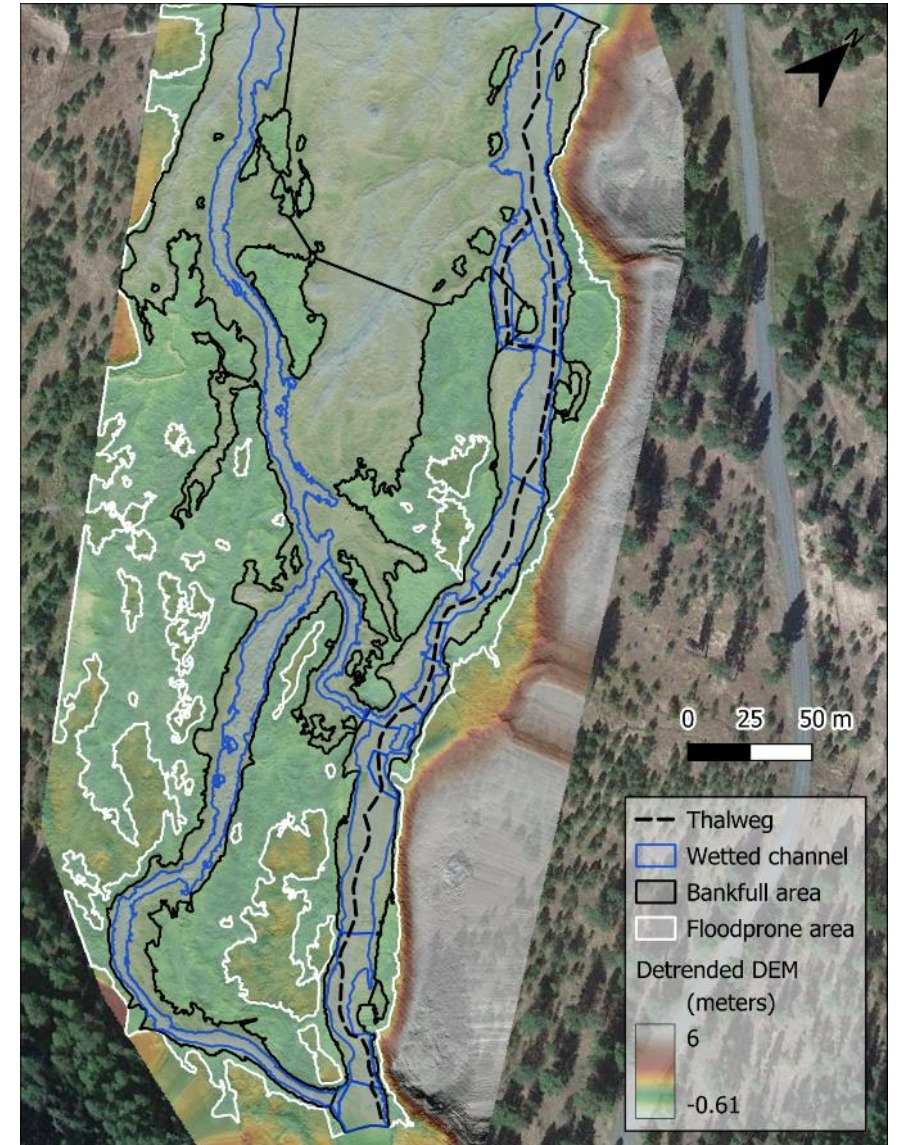 N
0 25 50 m
Thalweg
Wetted channel
Bankfull area
Floodprone area
Detrended DEM
(meters)
6
-0.61